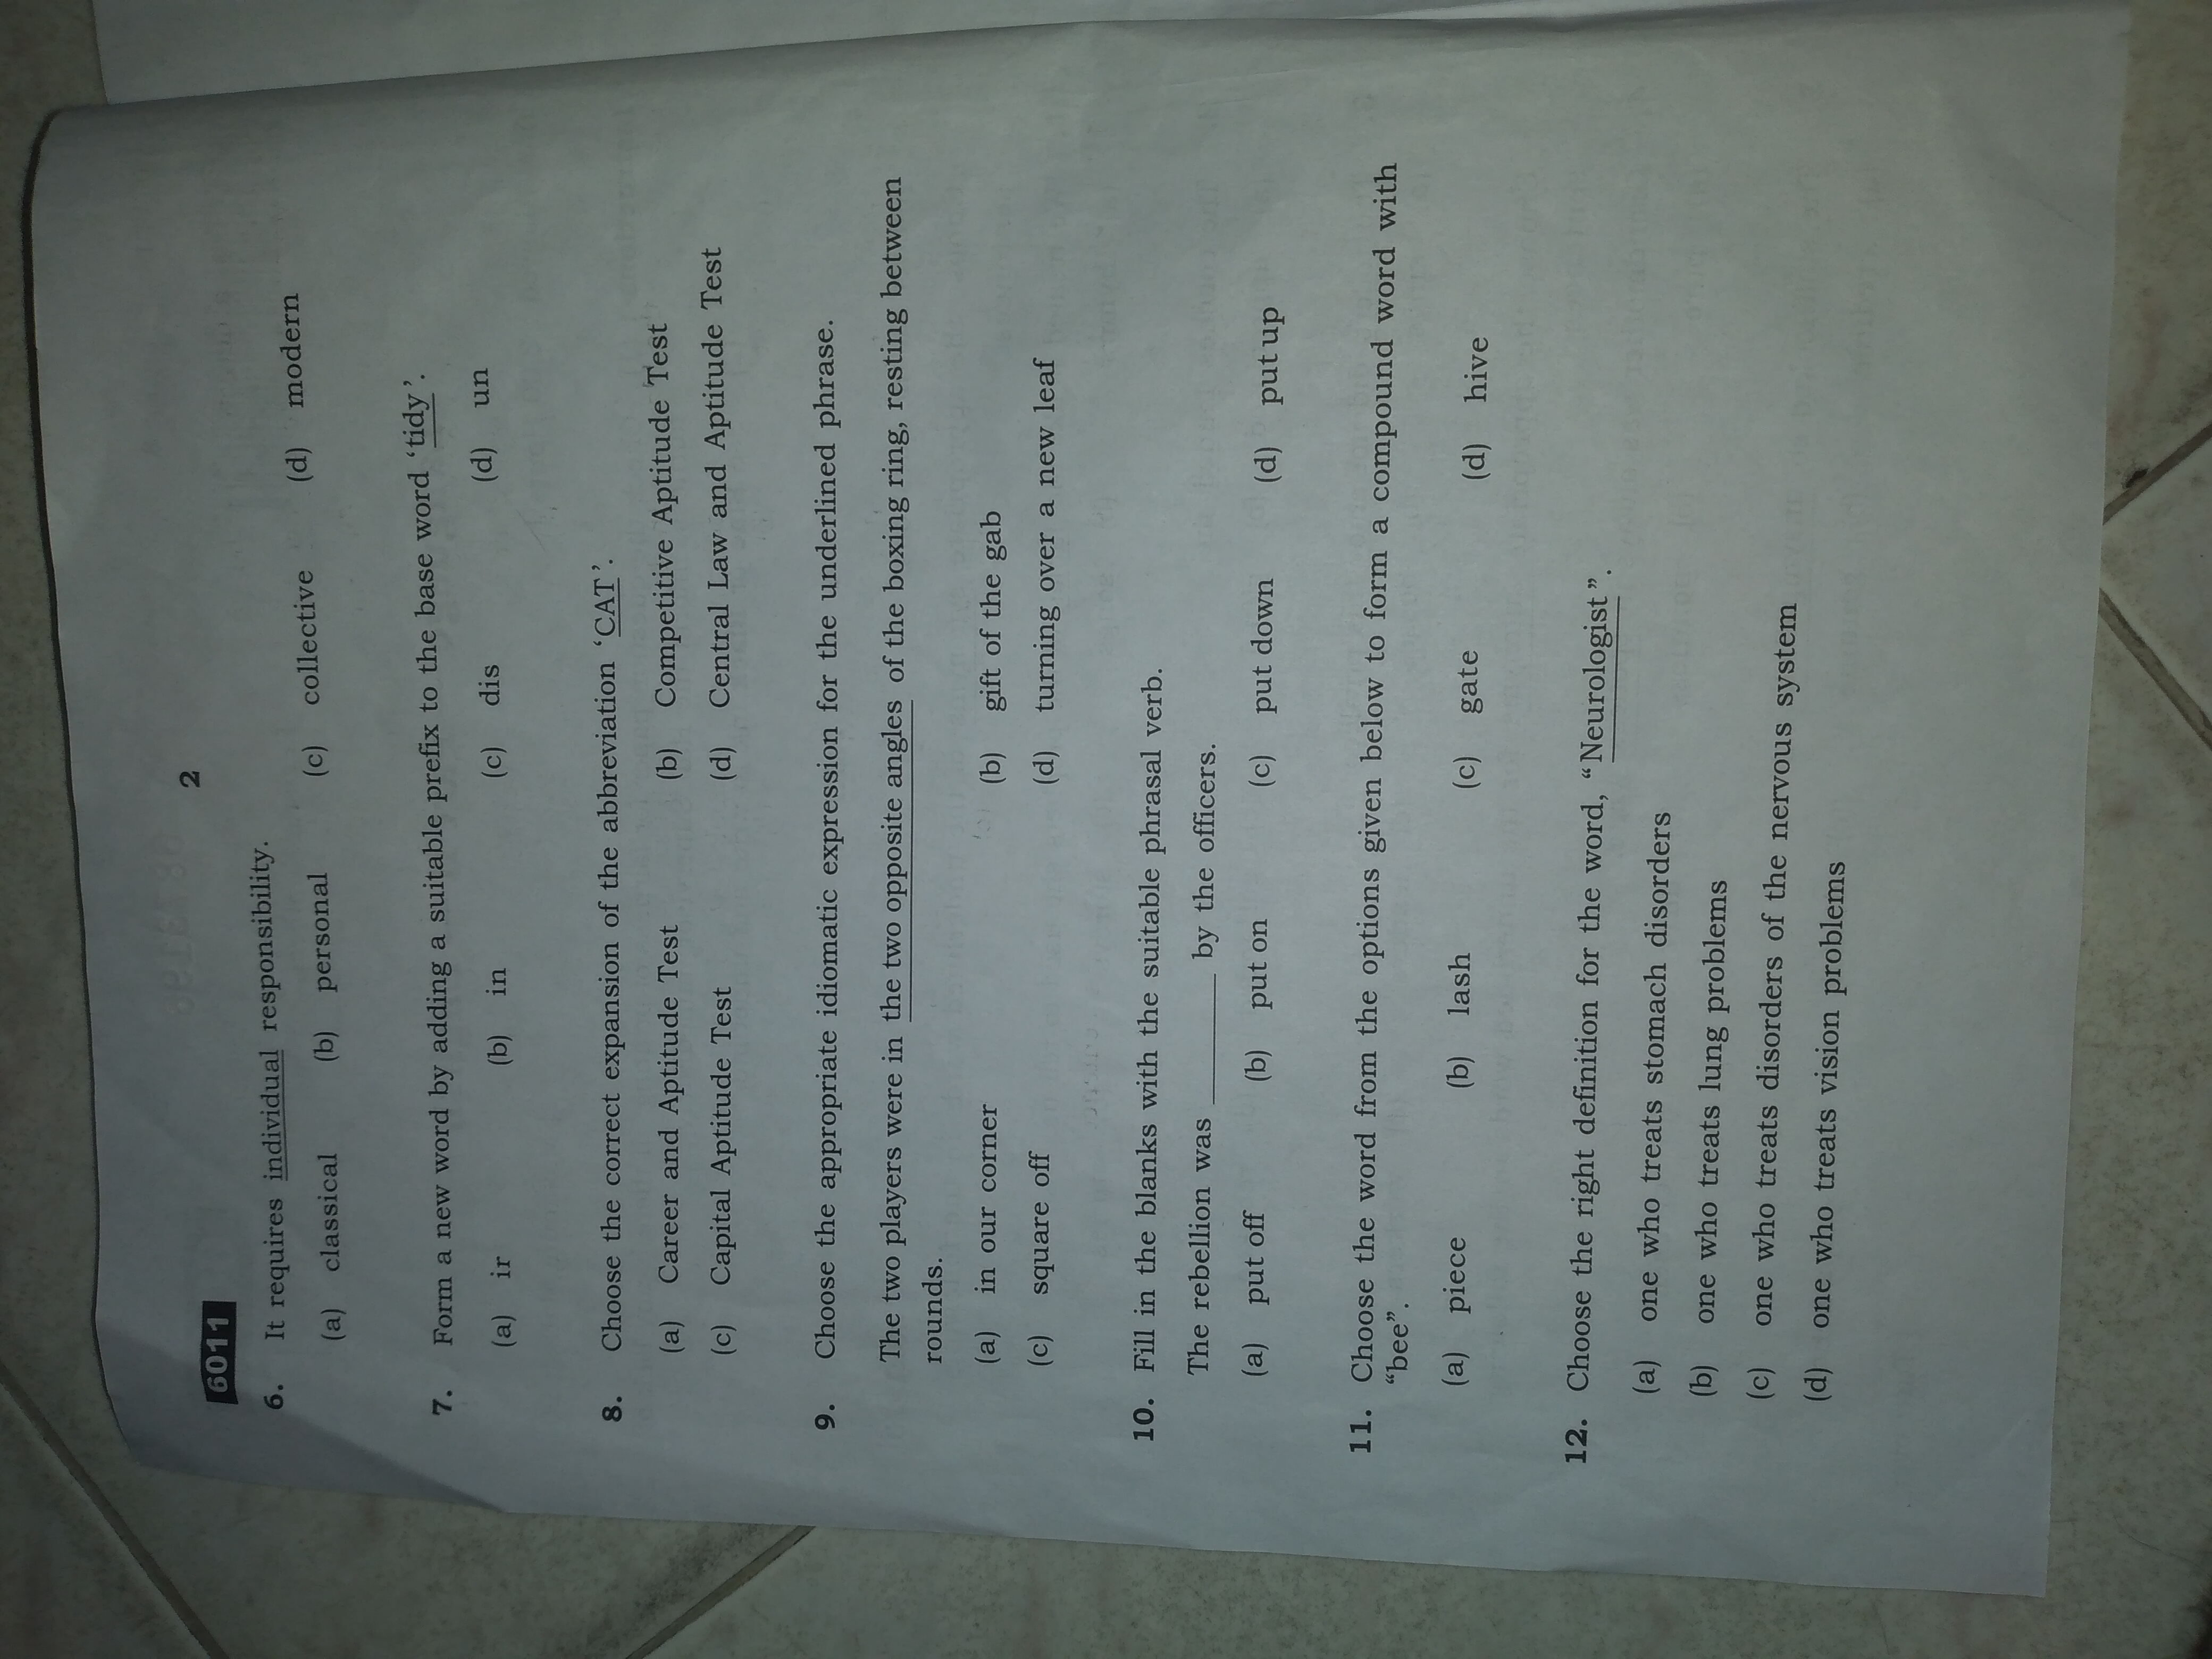 2
6011
6. It requires individual responsibility.
(a) classical (b) personal (c) collective (d) modern
7. Form a new word by adding a suitable prefix to the base word ‘tidy’.
(a) ir (b) in (c) dis (d) un
8. Choose the correct expansion of the abbreviation ‘CAT’.
(a) Career and Aptitude Test (b) Competitive Aptitude Test
(c) Capital Aptitude Test (d) Central Law and Aptitude Test
9. Choose the appropriate idiomatic expression for the underlined phrase.
The two players were in the two opposite angles of the boxing ring, resting between
rounds.
(a) in our corner (b) gift of the gab
(c) square off (d) turning over a new leaf
10. Fill in the blanks with the suitable phrasal verb.
The rebellion was ________ by the officers.
(a) put off (b) put on (c) put down (d) put up
11. Choose the word from the options given below to form a compound word with
“bee”.
(a) piece (b) lash (c) gate (d) hive
12. Choose the right definition for the word, “Neurologist”.
(a) one who treats stomach disorders
(b) one who treats lung problems
(c) one who treats disorders of the nervous system
(d) one who treats vision problems